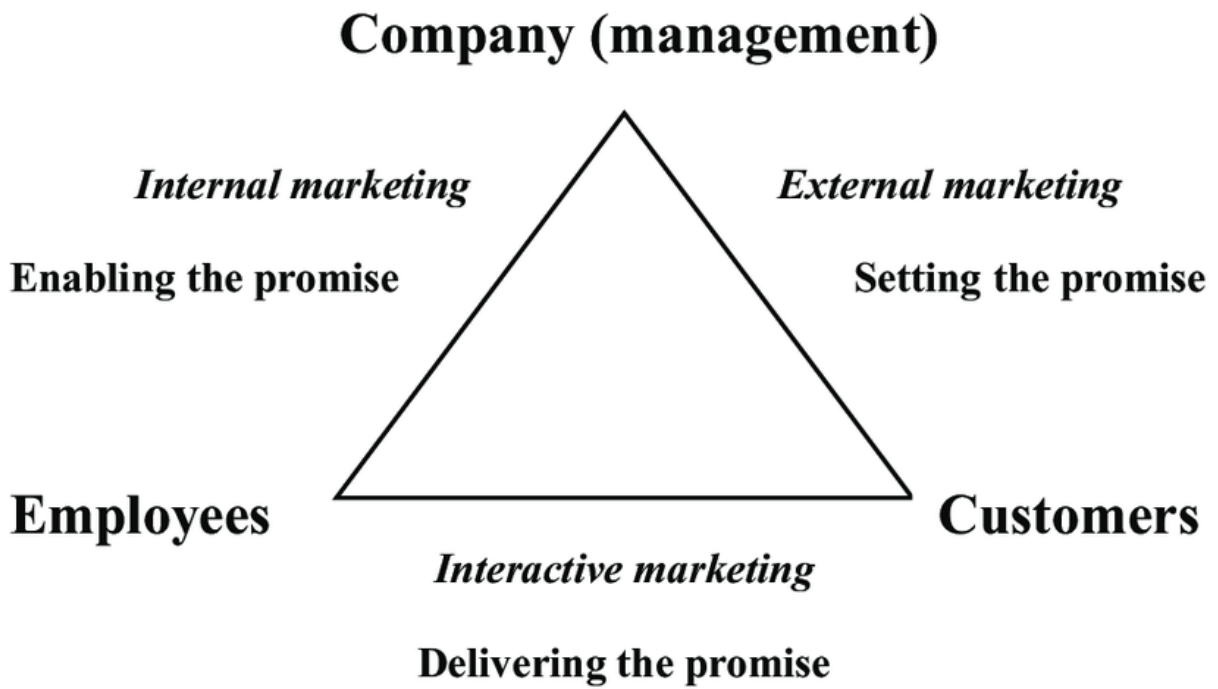 Company (management)
Internal marketing
External marketing
Enabling the promise
Setting the promise
Employees
Customers
Interactive marketing
Delivering the promise